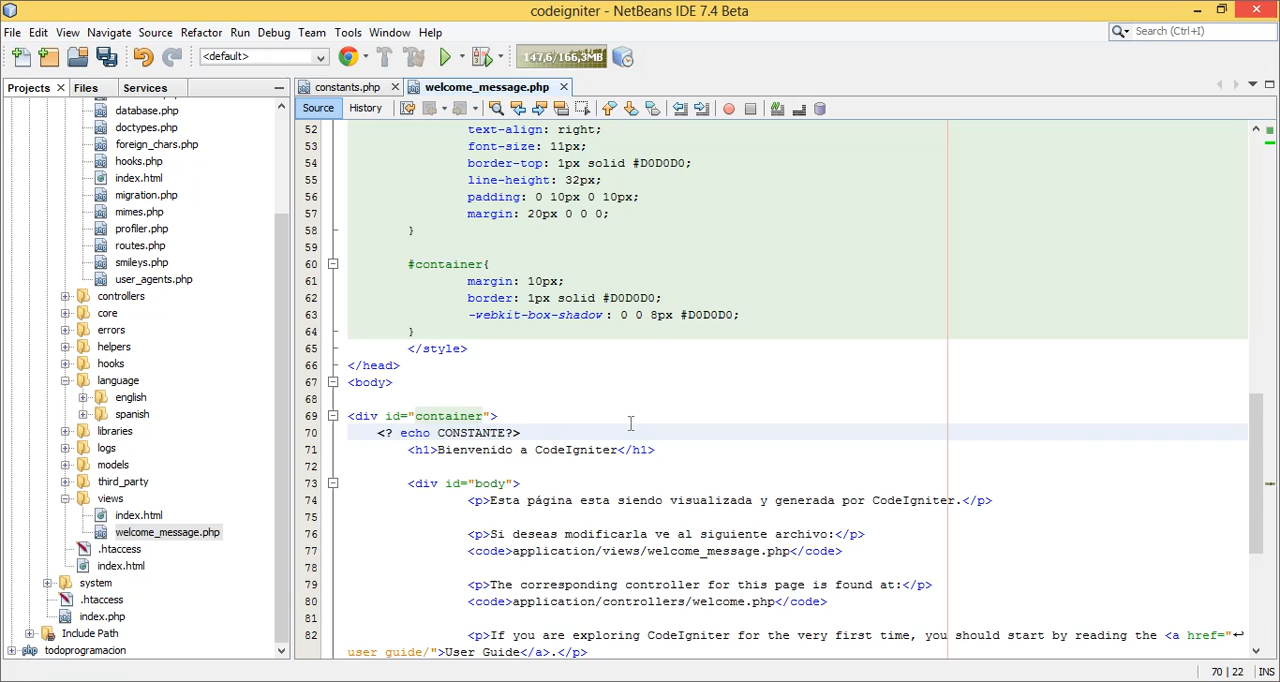 codeigniter - NetBeans IDE 7.4 Beta
File Edit View Navigate Source Refactor Run Debug Team Tools Window Help
Search (Ctrl+I)
<default>
147,6/166,3MB
Projects Files Services
constants.php welcome_message.php
Source History
database.php
doctypes.php
foreign_chars.php
hooks.php
index.html
migration.php
mimes.php
profiler.php
routes.php
smileys.php
user_agents.php
controllers
core
errors
helpers
hooks
language
english
spanish
libraries
logs
models
third_party
views
index.html
welcome_message.php
.htaccess
index.html
system
.htaccess
index.php
Include Path
todoprogramacion
52 text-align: right;
53 font-size: 11px;
54 border-top: 1px solid #D0D0D0;
55 line-height: 32px;
56 padding: 0 10px 0 10px;
57 margin: 20px 0 0 0;
58 }
59
60 #container{
61 margin: 10px;
62 border: 1px solid #D0D0D0;
63 -webkit-box-shadow: 0 0 8px #D0D0D0;
64 }
65 </style>
66 </head>
67 <body>
68
69 <div id="container">
70 <? echo CONSTANTE?>
71 <h1>Bienvenido a CodeIgniter</h1>
72
73 <div id="body">
74 <p>Esta página esta siendo visualizada y generada por CodeIgniter.</p>
75
76 <p>Si deseas modificarla ve al siguiente archivo:</p>
77 <code>application/views/welcome_message.php</code>
78
79 <p>The corresponding controller for this page is found at:</p>
80 <code>application/controllers/welcome.php</code>
81
82 <p>If you are exploring CodeIgniter for the very first time, you should start by reading the <a href="
user_guide/">User Guide</a>.</p>
70 | 22 INS